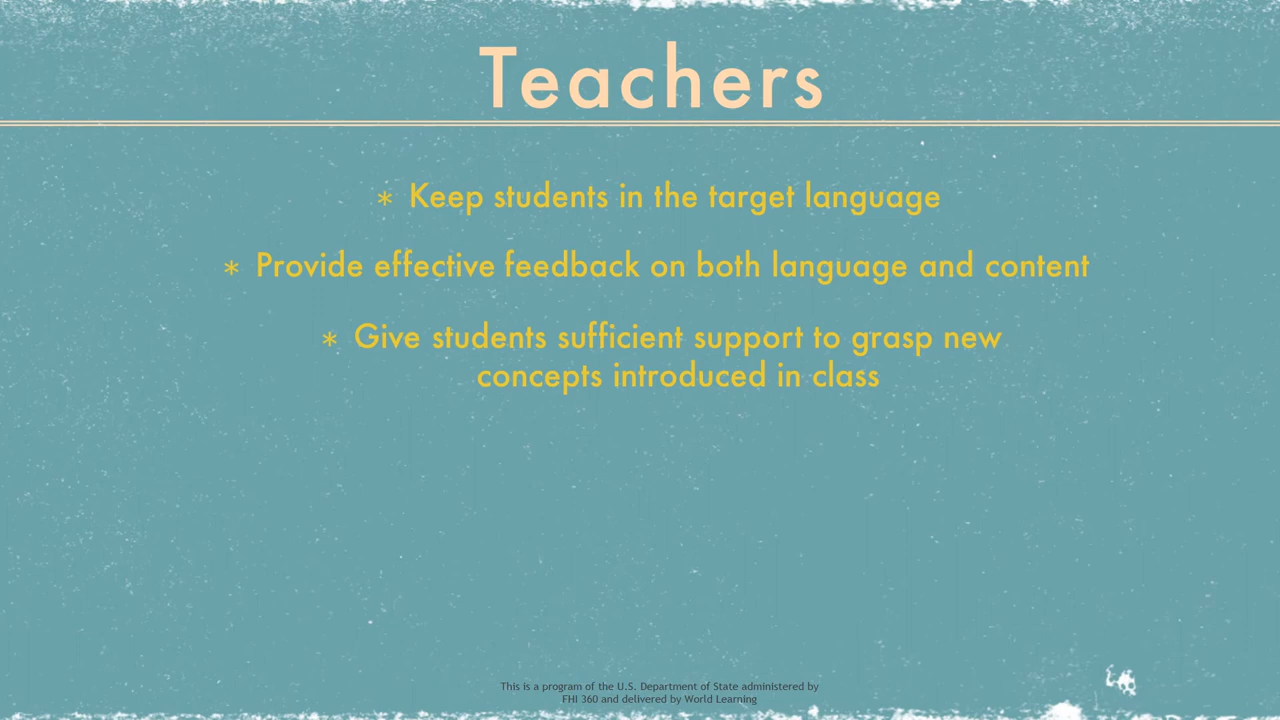 Teachers
* Keep students in the target language
* Provide effective feedback on both language and content
* Give students sufficient support to grasp new
concepts introduced in class
This is a program of the U.S. Department of State administered by
FHI 360 and delivered by World Learning